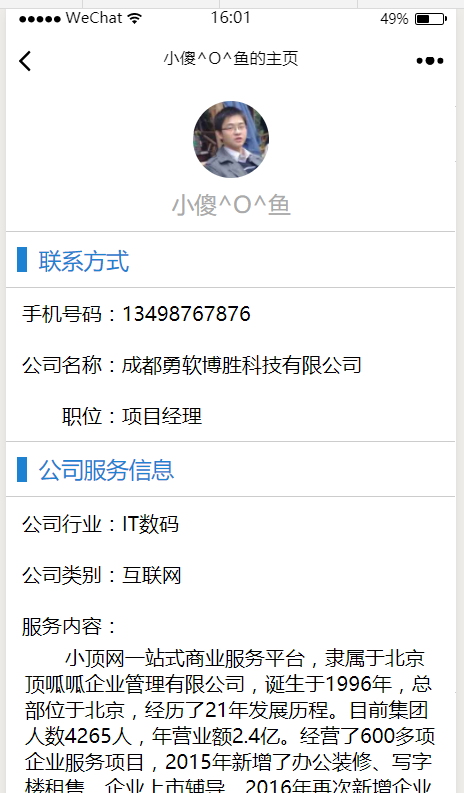 ●●●●● WeChat 16:01 49%
小傻^O^鱼的主页
小傻^O^鱼
联系方式
手机号码：13498767876
公司名称：成都勇软博胜科技有限公司
职位：项目经理
公司服务信息
公司行业：IT数码
公司类别：互联网
服务内容：
小顶网一站式商业服务平台，隶属于北京
顶呱呱企业管理有限公司，诞生于1996年，总
部位于北京，经历了21年发展历程。目前集团
人数4265人，年营业额2.4亿。经营了600多项
企业服务项目，2015年新增了办公装修、写字
楼租售、企业上市辅导、2016年再次新增企业